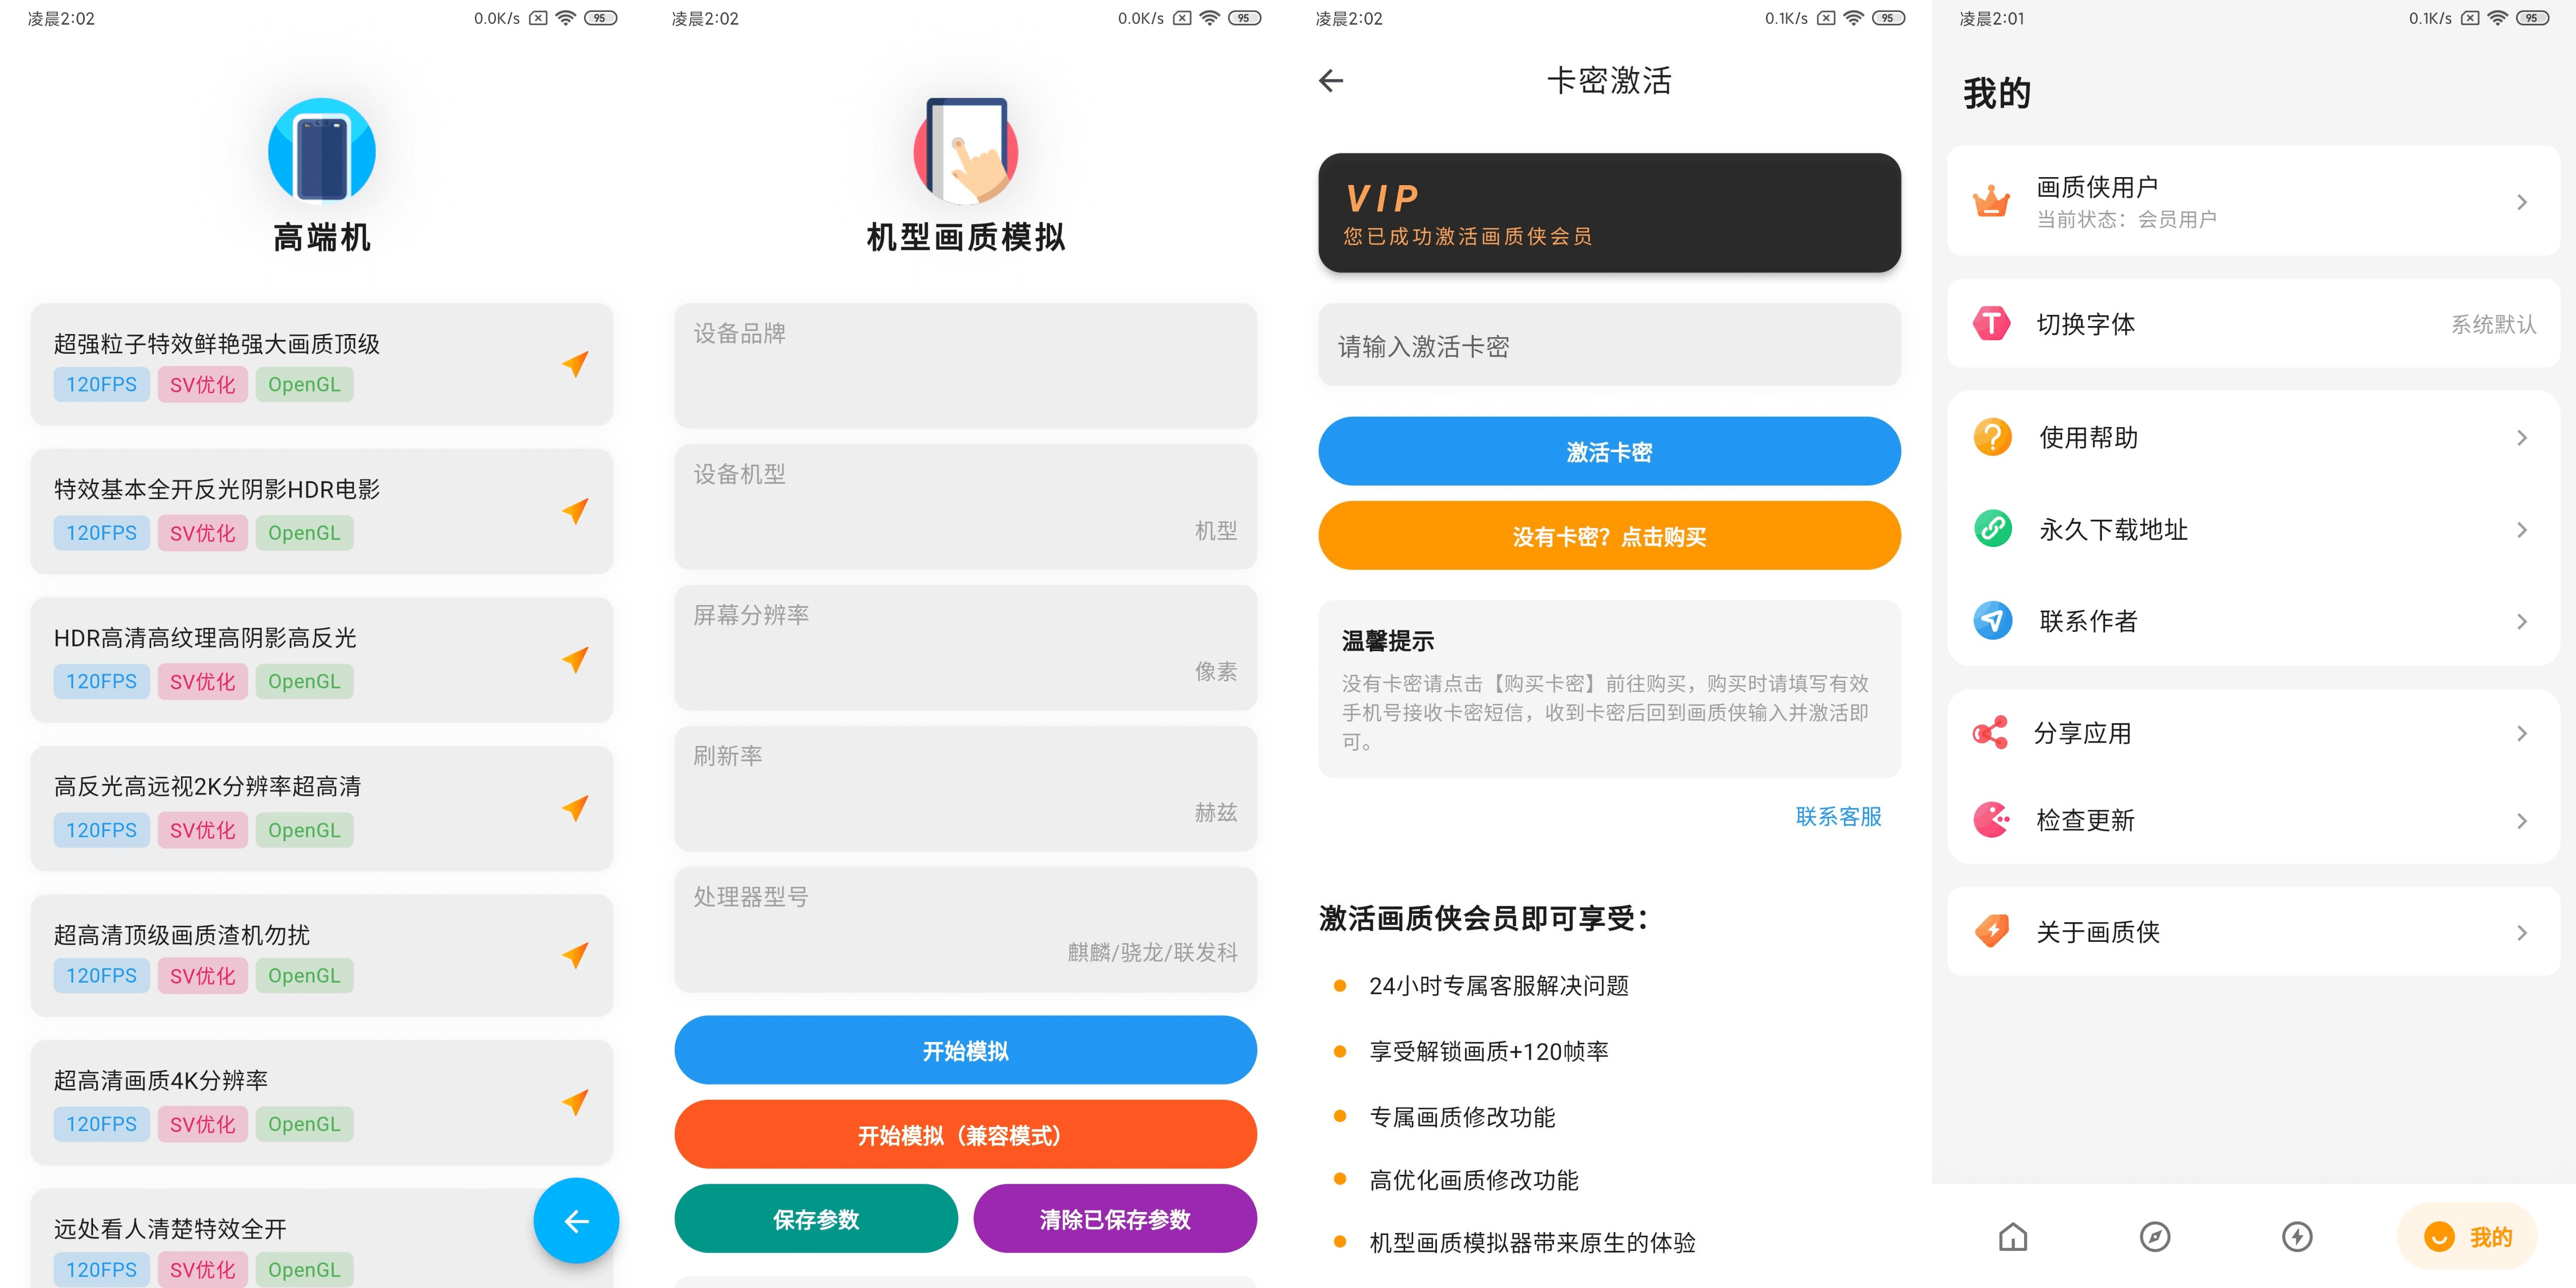 凌晨2:02
0.0K/s
95
高端机
超强粒子特效鲜艳强大画质顶级
120FPS SV优化 OpenGL
特效基本全开反光阴影HDR电影
120FPS SV优化 OpenGL
HDR高清高纹理高阴影高反光
120FPS SV优化 OpenGL
高反光高远视2K分辨率超高清
120FPS SV优化 OpenGL
超高清顶级画质渣机勿扰
120FPS SV优化 OpenGL
超高清画质4K分辨率
120FPS SV优化 OpenGL
远处看人清楚特效全开
120FPS SV优化 OpenGL
凌晨2:02
0.0K/s
95
机型画质模拟
设备品牌
设备机型
机型
屏幕分辨率
像素
刷新率
赫兹
处理器型号
麒麟/骁龙/联发科
开始模拟
开始模拟（兼容模式）
保存参数 清除已保存参数
凌晨2:02
0.1K/s
95
卡密激活
VIP
您已成功激活画质侠会员
请输入激活卡密
激活卡密
没有卡密？点击购买
温馨提示
没有卡密请点击【购买卡密】前往购买，购买时请填写有效
手机号接收卡密短信，收到卡密后回到画质侠输入并激活即
可。
联系客服
激活画质侠会员即可享受：
24小时专属客服解决问题
享受解锁画质+120帧率
专属画质修改功能
高优化画质修改功能
机型画质模拟器带来原生的体验
凌晨2:01
0.1K/s
95
我的
画质侠用户
当前状态：会员用户
T
切换字体
系统默认
使用帮助
永久下载地址
联系作者
分享应用
检查更新
关于画质侠
我的